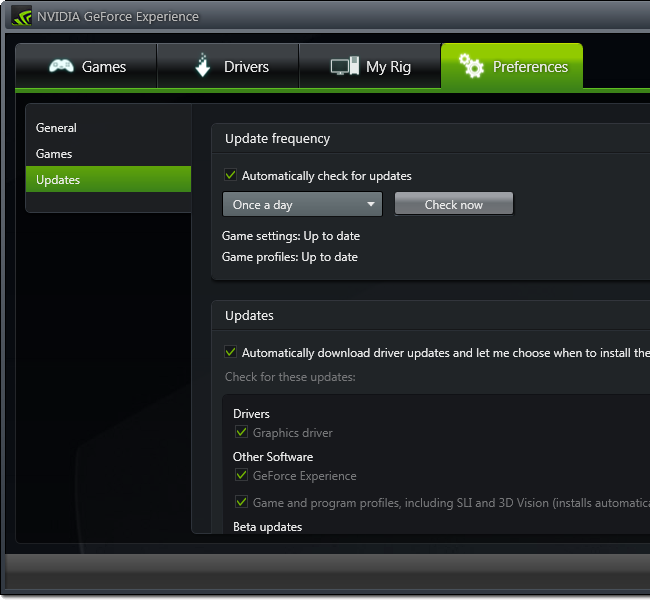 NVIDIA GeForce Experience
Games
Drivers
My Rig
Preferences
General
Games
Updates
Update frequency
Automatically check for updates
Once a day
Check now
Game settings: Up to date
Game profiles: Up to date
Updates
Automatically download driver updates and let me choose when to install the
Check for these updates:
Drivers
Graphics driver
Other Software
GeForce Experience
Game and program profiles, including SLI and 3D Vision (installs automatica
Beta updates